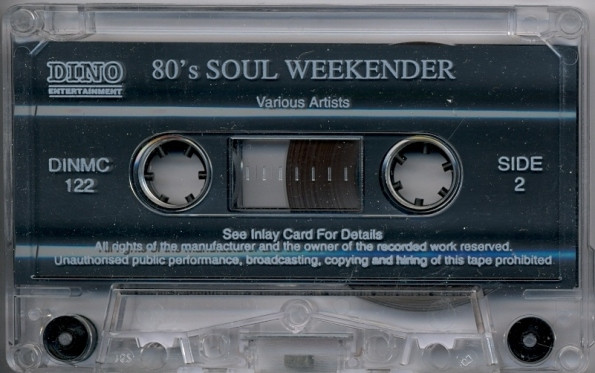 DINO
ENTERTAINMENT
80's SOUL WEEKENDER
Various Artists
DINMC
122
SIDE
2
See Inlay Card For Details
All rights of the manufacturer and the owner of the recorded work reserved.
Unauthorised public performance, broadcasting, copying and hiring of this tape prohibited